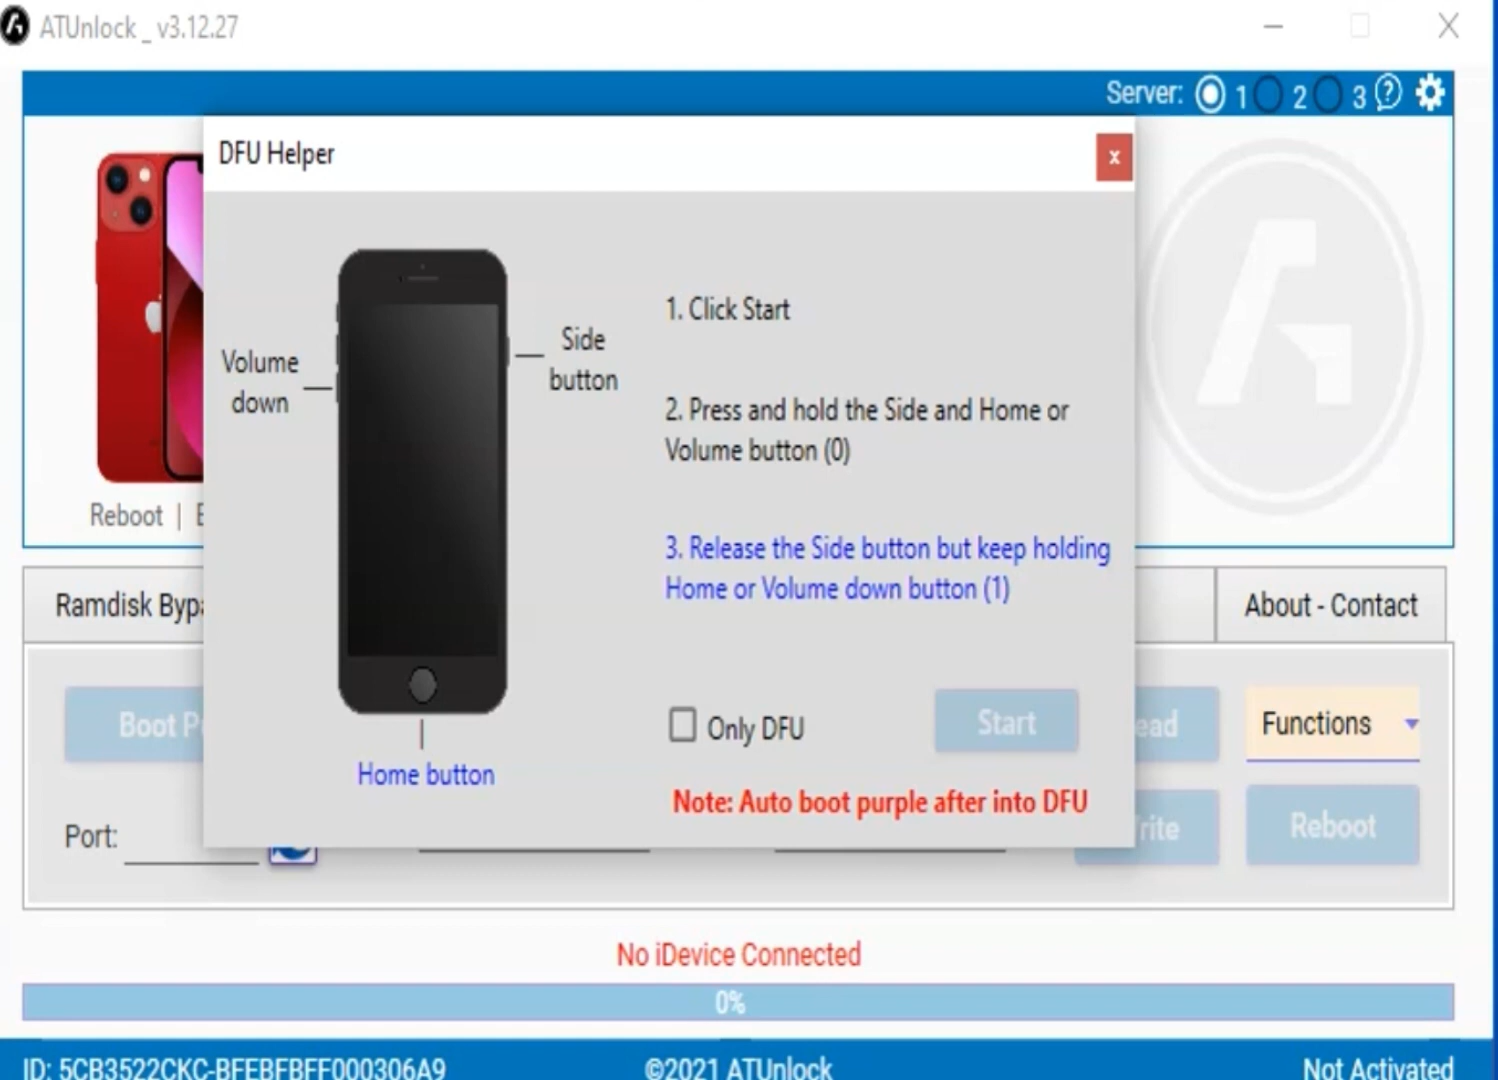 ATUnlock _ v3.12.27
Server: 1 2 3
DFU Helper
Volume
down
Side
button
Home button
1. Click Start
2. Press and hold the Side and Home or
Volume button (0)
3. Release the Side button but keep holding
Home or Volume down button (1)
Only DFU
Start
Note: Auto boot purple after into DFU
Reboot |
Ramdisk
About - Contact
Boot
Functions
Port:
Reboot
No iDevice Connected
0%
ID: 5CB3522CKC-BFEBFBFF000306A9
©2021 ATUnlock
Not Activated